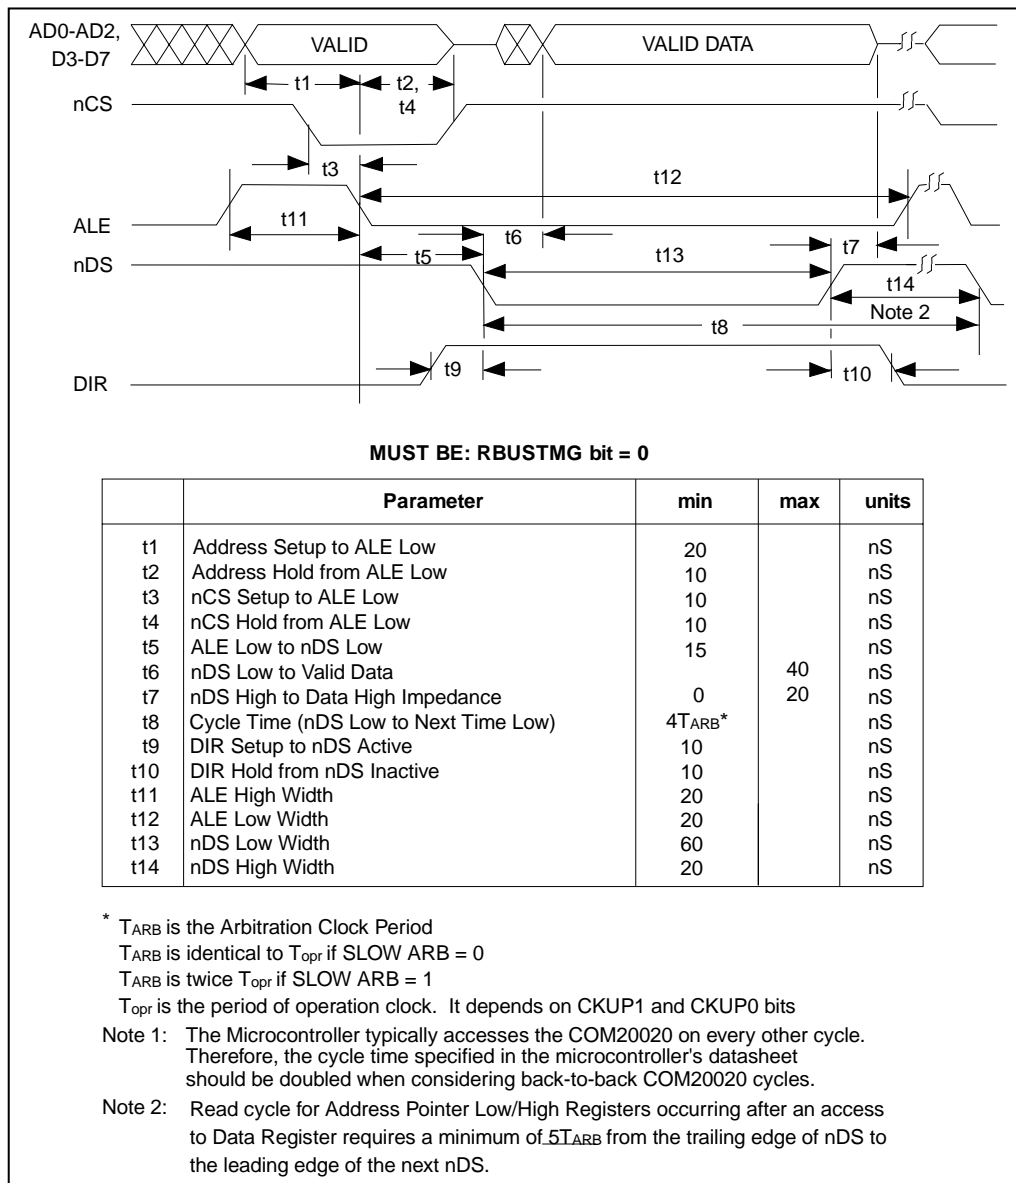 AD0-AD2,
D3-D7
VALID
VALID DATA
t1
t2,
t4
nCS
t3
t12
ALE
t11
t6
t7
nDS
t5
t13
t14
Note 2
t8
DIR
t9
t10
MUST BE: RBUSTMG bit = 0
Parameter min max units
t1 Address Setup to ALE Low 20 nS
t2 Address Hold from ALE Low 10 nS
t3 nCS Setup to ALE Low 10 nS
t4 nCS Hold from ALE Low 10 nS
t5 ALE Low to nDS Low 15 nS
t6 nDS Low to Valid Data 40 nS
t7 nDS High to Data High Impedance 0 20 nS
t8 Cycle Time (nDS Low to Next Time Low) 4TARB* nS
t9 DIR Setup to nDS Active 10 nS
t10 DIR Hold from nDS Inactive 10 nS
t11 ALE High Width 20 nS
t12 ALE Low Width 20 nS
t13 nDS Low Width 60 nS
t14 nDS High Width 20 nS
* TARB is the Arbitration Clock Period
TARB is identical to Topr if SLOW ARB = 0
TARB is twice Topr if SLOW ARB = 1
Topr is the period of operation clock. It depends on CKUP1 and CKUP0 bits
Note 1: The Microcontroller typically accesses the COM20020 on every other cycle.
Therefore, the cycle time specified in the microcontroller's datasheet
should be doubled when considering back-to-back COM20020 cycles.
Note 2: Read cycle for Address Pointer Low/High Registers occurring after an access
to Data Register requires a minimum of 5TARB from the trailing edge of nDS to
the leading edge of the next nDS.